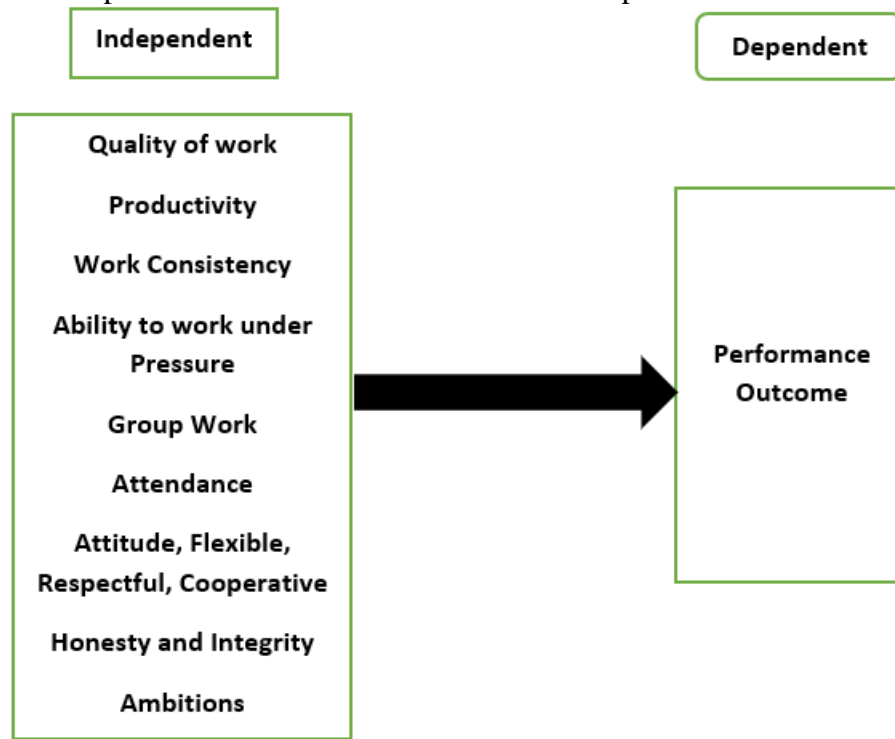 Independent
Dependent
Quality of work
Productivity
Work Consistency
Ability to work under
Pressure
Group Work
Attendance
Attitude, Flexible,
Respectful, Cooperative
Honesty and Integrity
Ambitions
Performance
Outcome